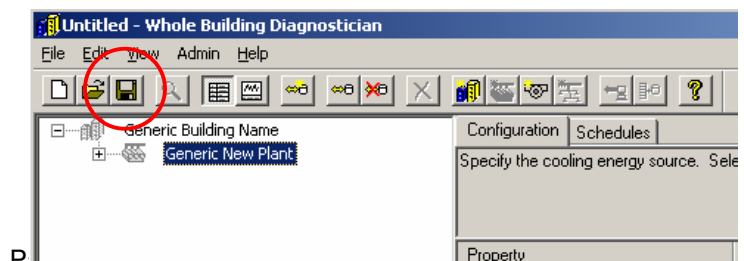 Untitled - Whole Building Diagnostician
File Edit View Admin Help
Generic Building Name
Configuration Schedules
Generic New Plant
Specify the cooling energy source. Sele
P
Property